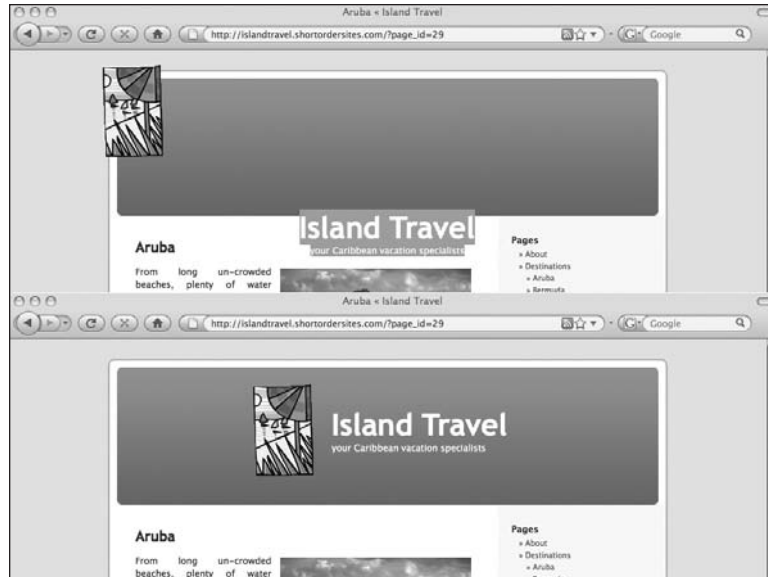 Aruba « Island Travel
http://islandtravel.shortordersites.com/?page_id=29
Google
Island Travel
your Caribbean vacation specialists
Aruba
From long un-crowded
beaches, plenty of water
Pages
» About
» Destinations
» Aruba
» Bermuda
Aruba « Island Travel
http://islandtravel.shortordersites.com/?page_id=29
Google
Island Travel
your Caribbean vacation specialists
Aruba
From long un-crowded
beaches, plenty of water
Pages
» About
» Destinations
» Aruba